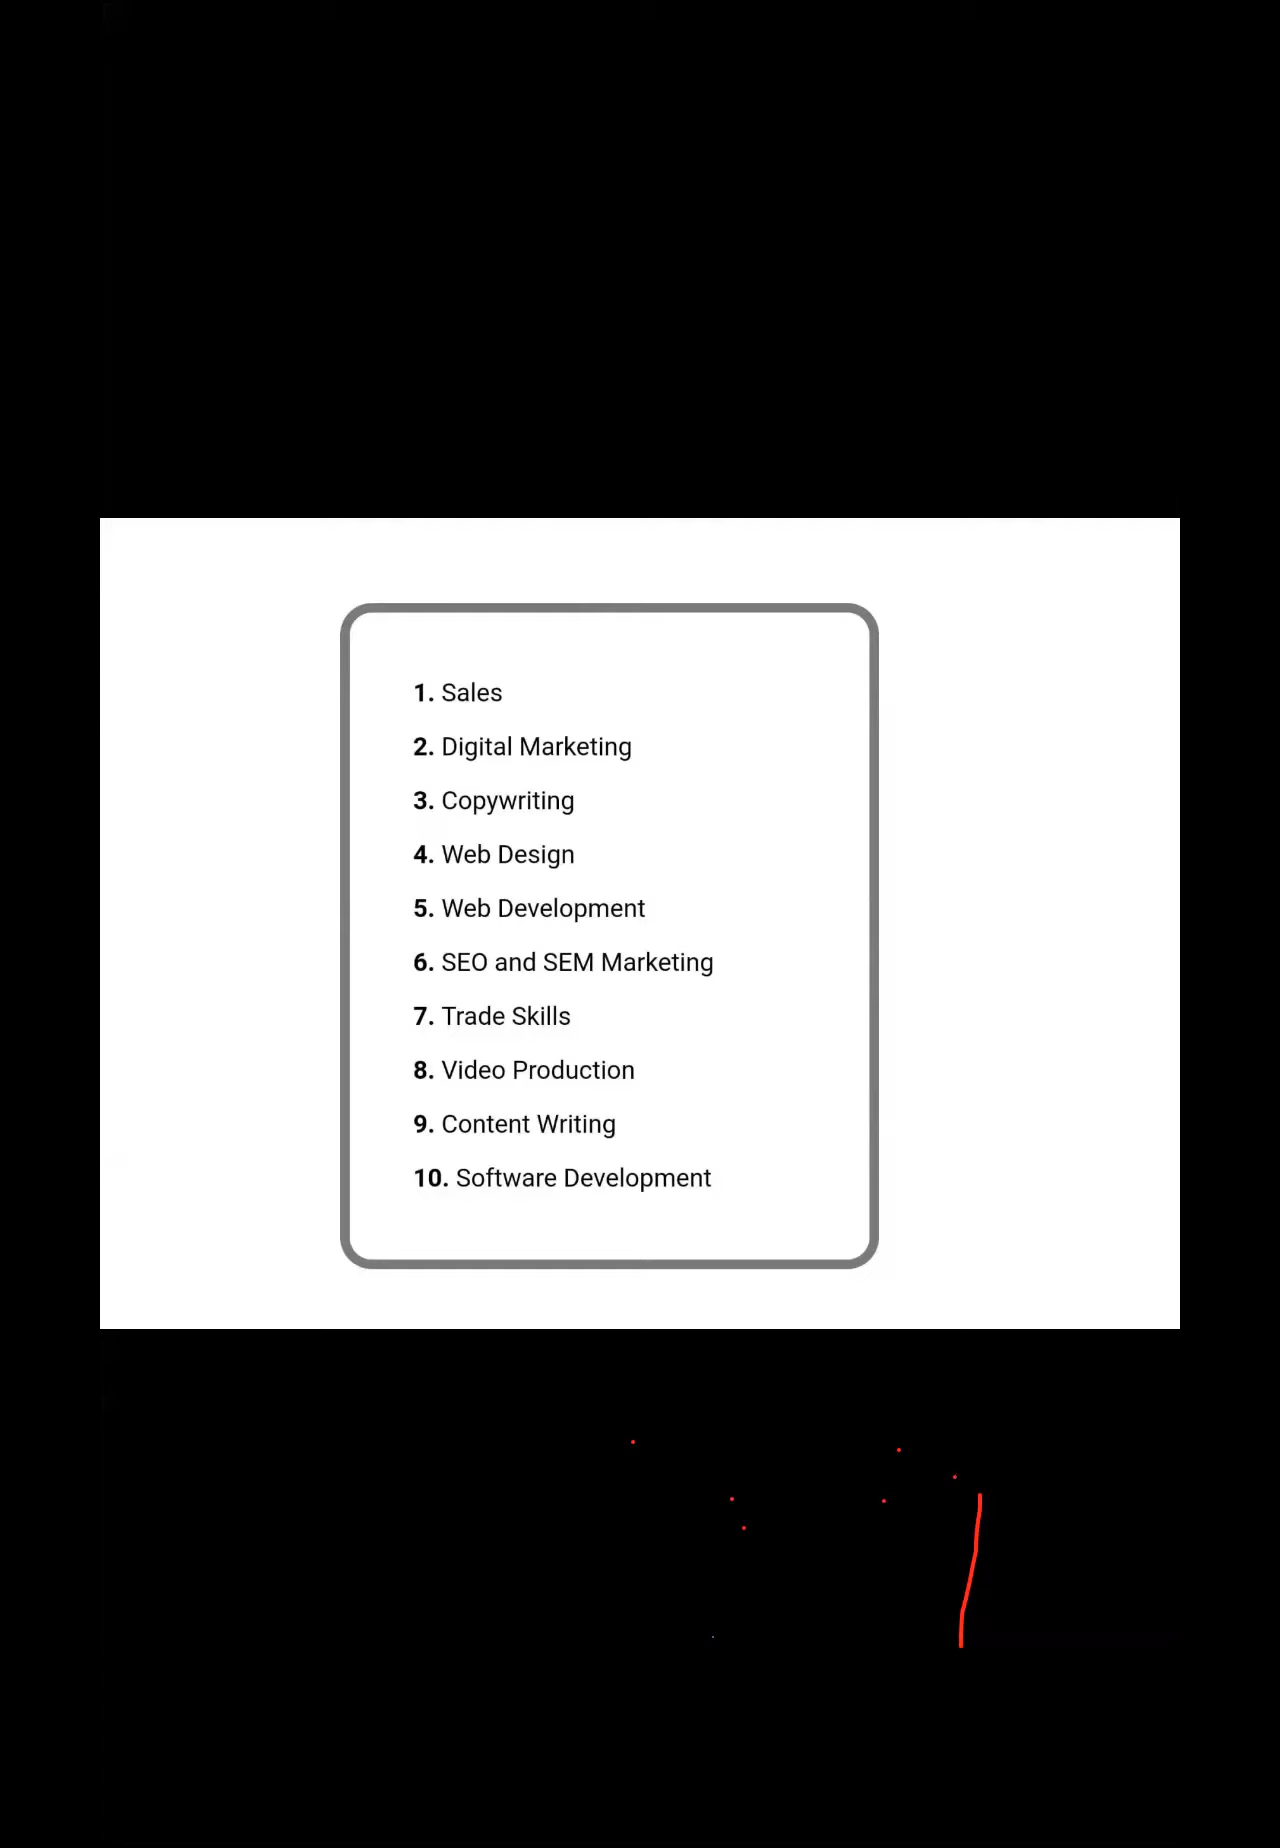 1. Sales
2. Digital Marketing
3. Copywriting
4. Web Design
5. Web Development
6. SEO and SEM Marketing
7. Trade Skills
8. Video Production
9. Content Writing
10. Software Development